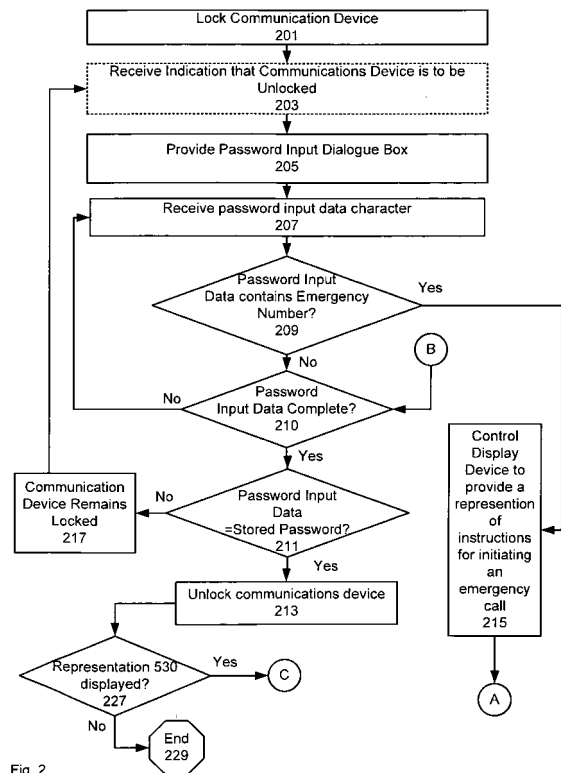 Lock Communication Device
201
Receive Indication that Communications Device is to be
Unlocked
203
Provide Password Input Dialogue Box
205
Receive password input data character
207
Password Input
Data contains Emergency
Number?
209
Yes
No
B
Password
Input Data Complete?
210
No
Yes
Control
Display
Device to
provide a
represention of
instructions
for initiating
an
emergency
call
215
Communication
Device Remains
Locked
217
No
Password Input
Data
=Stored Password?
211
Yes
Unlock communications device
213
Representation 530
displayed?
227
Yes
C
A
No
End
229
Fig. 2